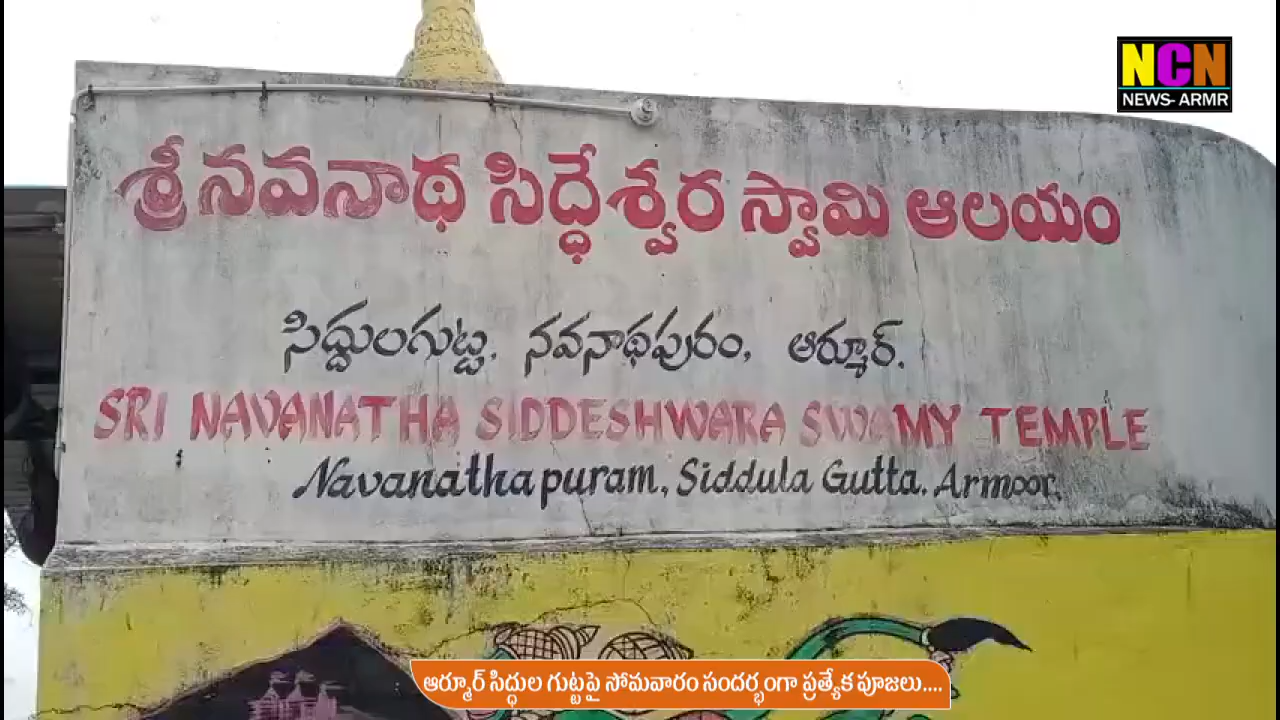 NCN
NEWS- ARMR
శ్రీ నవనాథ సిద్ధేశ్వర స్వామి ఆలయం
సిద్దులగుట్ట, నవనాథపురం, ఆర్మూర్.
SRI NAVANATHA SIDDESHWARA SWAMY TEMPLE
Navanathapuram, Siddula Gutta. Armoor.
ఆర్మూర్ సిద్ధుల గుట్టపై సోమవారం సందర్భంగా ప్రత్యేక పూజలు....